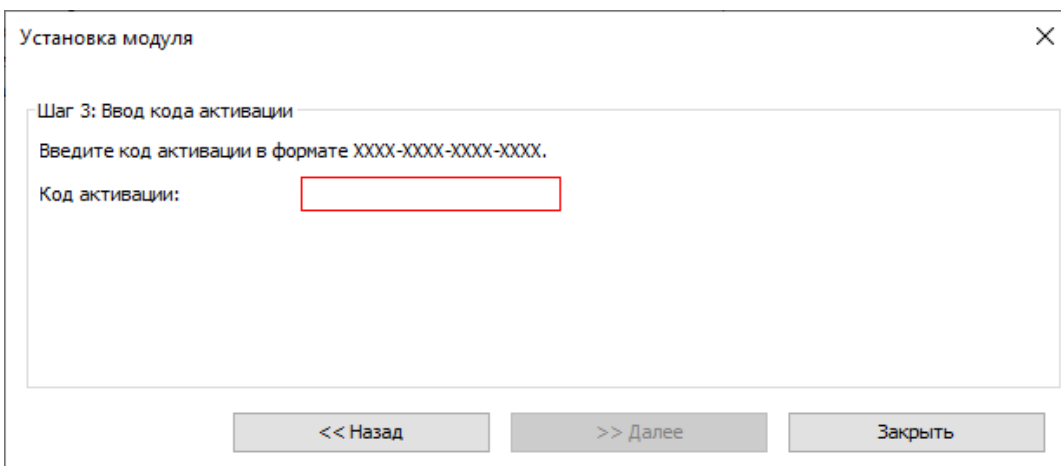 Установка модуля
Шаг 3: Ввод кода активации
Введите код активации в формате XXXX-XXXX-XXXX-XXXX.
Код активации:
<< Назад
>> Далее
Закрыть